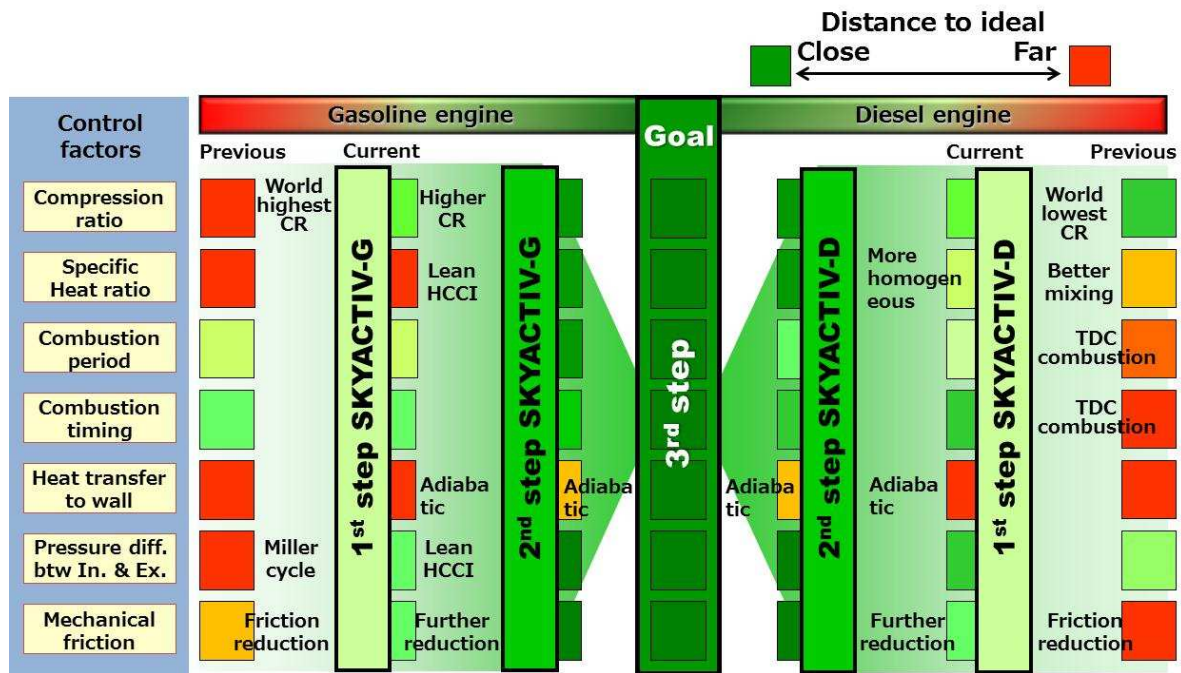 Distance to ideal
Close
Far
Control
factors
Gasoline engine
Goal
Diesel engine
Previous
Current
Current
Previous
Compression
ratio
World
highest
CR
Higher
CR
World
lowest
CR
Specific
Heat ratio
Lean
HCCI
More
homogen
eous
Better
mixing
Combustion
period
TDC
combustion
Combustion
timing
TDC
combustion
Heat transfer
to wall
Adiaba
tic
Adiaba
tic
Adiaba
tic
Adiaba
tic
Pressure diff.
btw In. & Ex.
Miller
cycle
Lean
HCCI
Mechanical
friction
Friction
reduction
Further
reduction
Further
reduction
Friction
reduction
1st step SKYACTIV-G
2nd step SKYACTIV-G
3rd step
2nd step SKYACTIV-D
1st step SKYACTIV-D